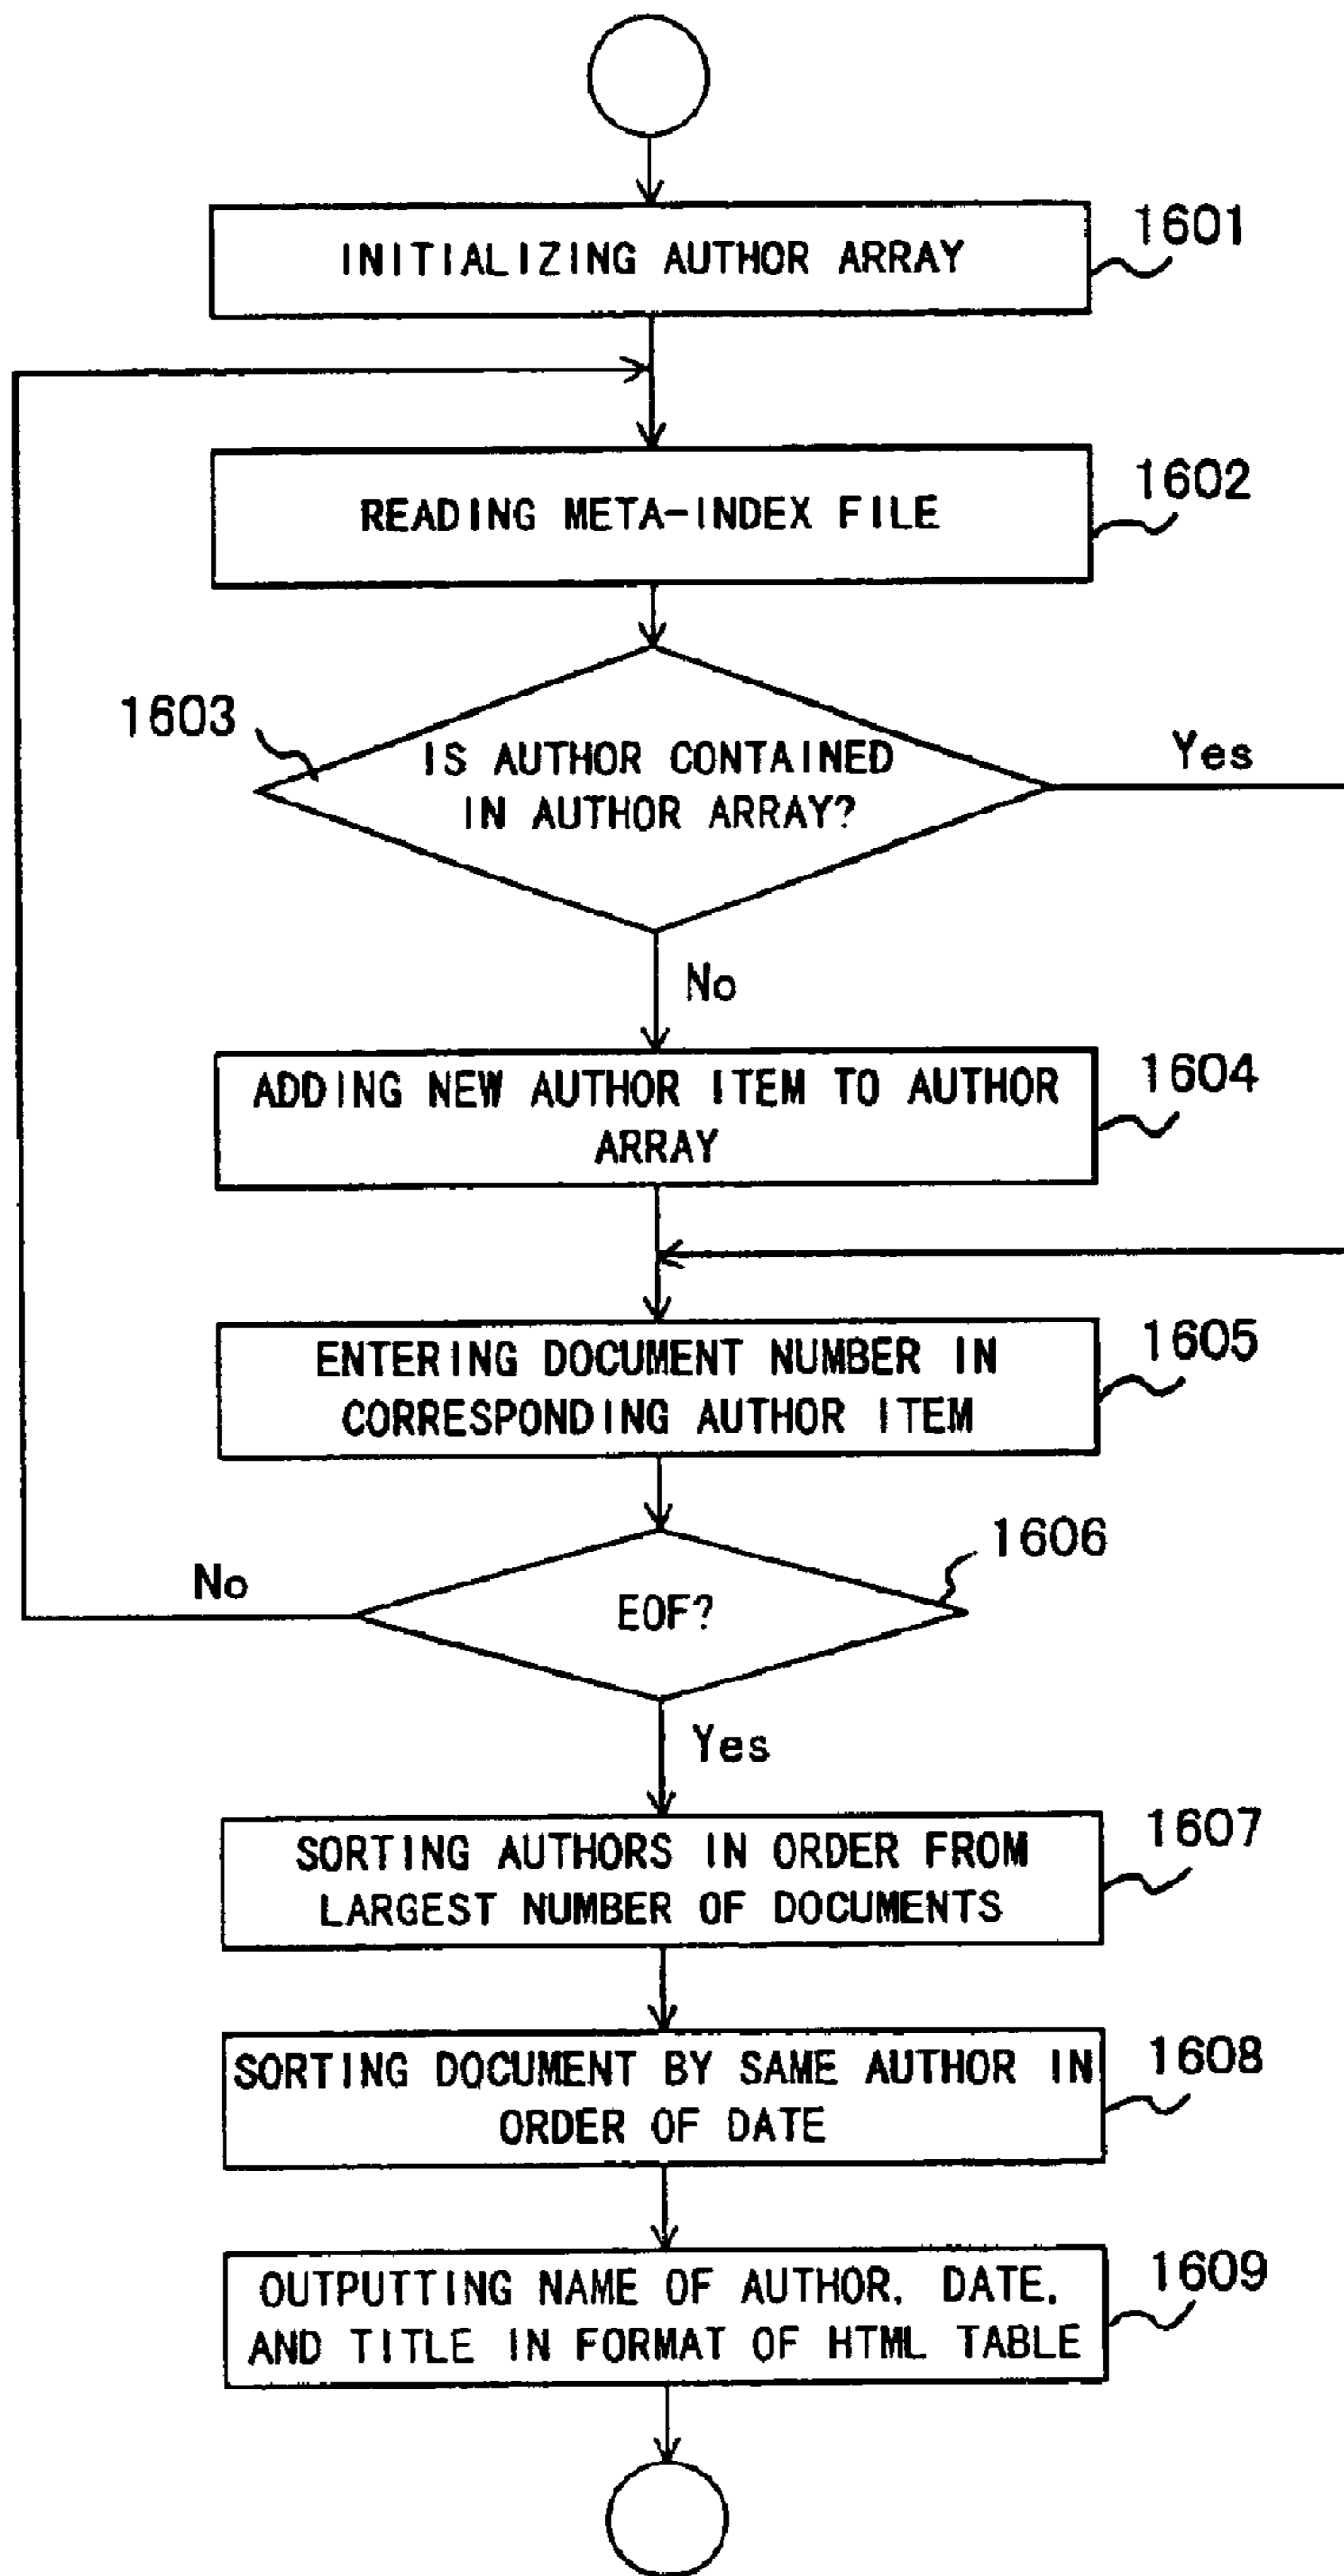 INITIALIZING AUTHOR ARRAY
1601
READING META-INDEX FILE
1602
1603
IS AUTHOR CONTAINED
IN AUTHOR ARRAY?
Yes
No
ADDING NEW AUTHOR ITEM TO AUTHOR
ARRAY
1604
ENTERING DOCUMENT NUMBER IN
CORRESPONDING AUTHOR ITEM
1605
1606
No
EOF?
Yes
SORTING AUTHORS IN ORDER FROM
LARGEST NUMBER OF DOCUMENTS
1607
SORTING DOCUMENT BY SAME AUTHOR IN
ORDER OF DATE
1608
OUTPUTTING NAME OF AUTHOR, DATE,
AND TITLE IN FORMAT OF HTML TABLE
1609